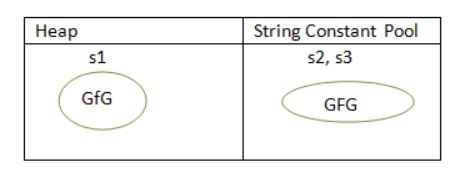 Heap
String Constant Pool
s1
s2, s3
GfG
GFG